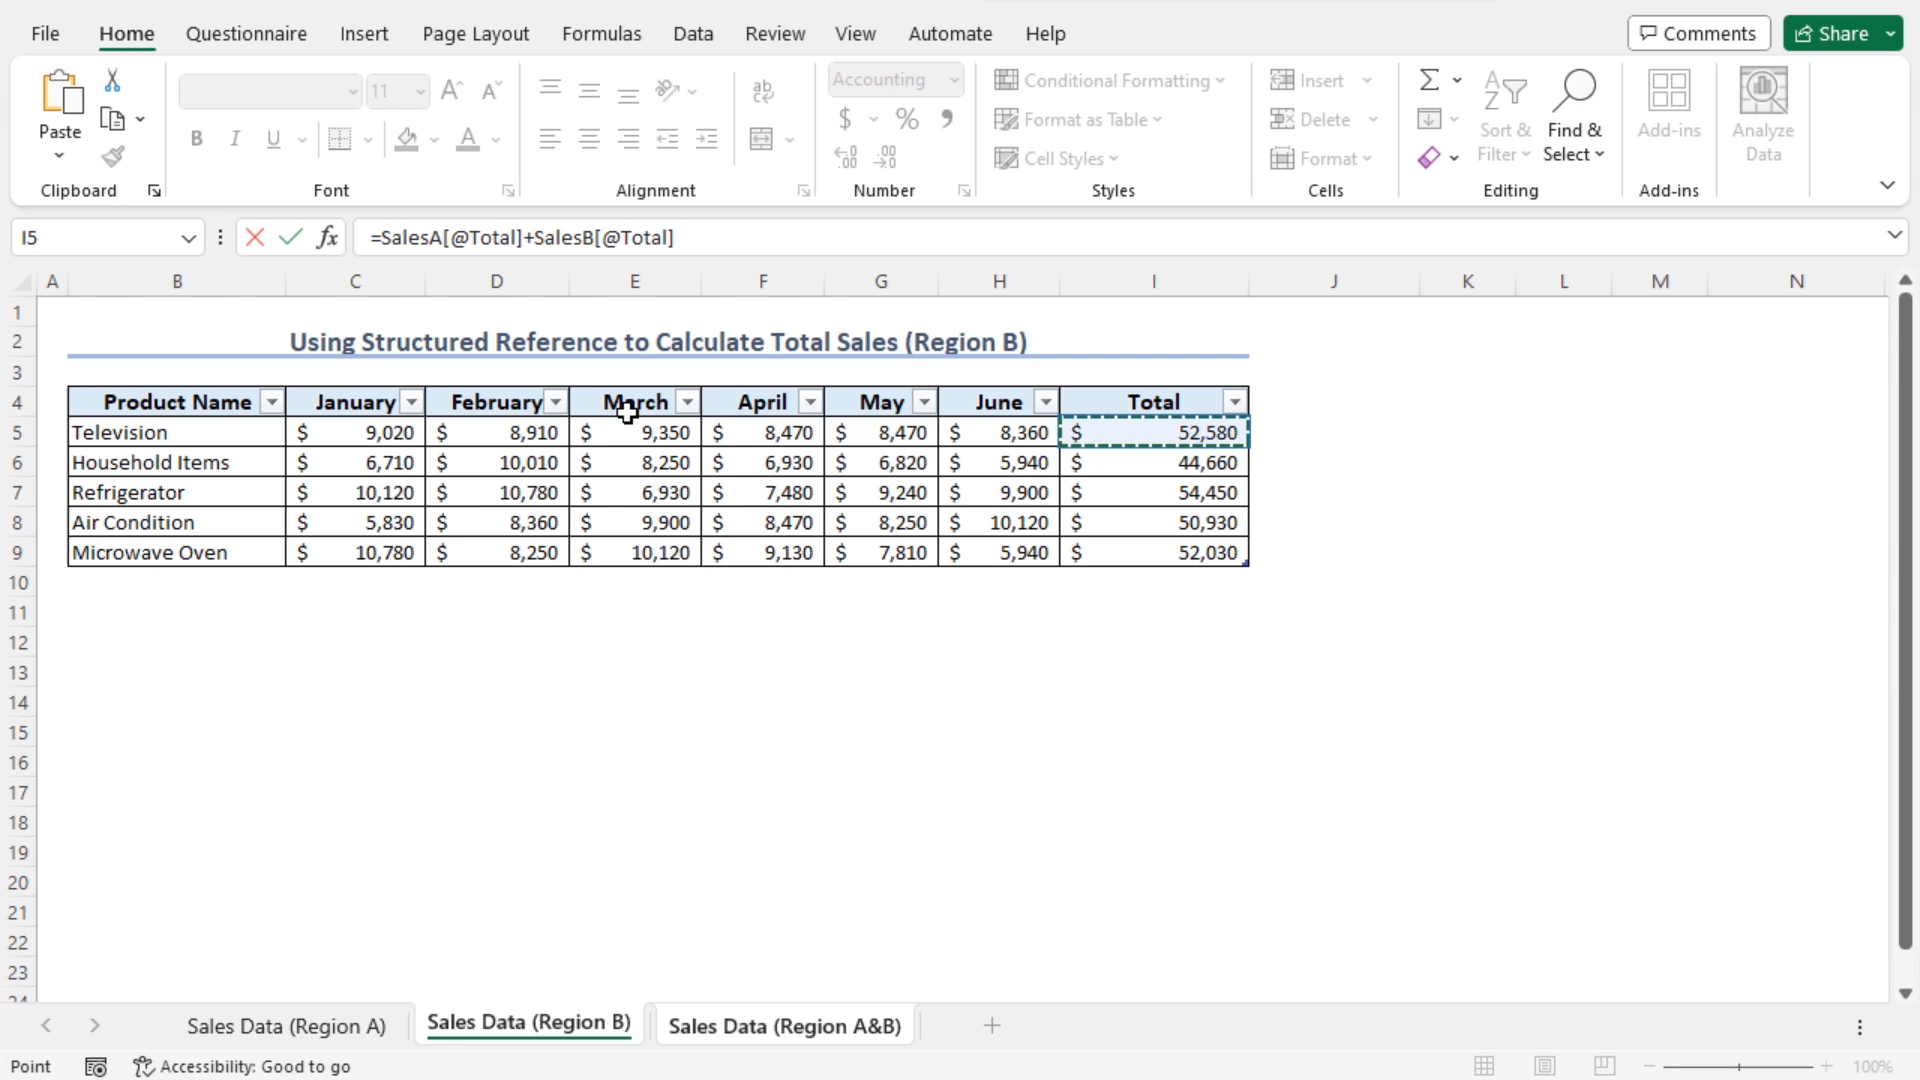 File Home Questionnaire Insert Page Layout Formulas Data Review View Automate Help Comments Share
Paste
Clipboard
11
B I U A
Font
ab
Alignment
Accounting
$ % 9
.00 .00
Number
Conditional Formatting
Format as Table
Cell Styles
Styles
Insert
Delete
Format
Cells
Sort & Filter
Find & Select
Editing
Add-ins
Add-ins
Analyze Data
I5 fx =SalesA[@Total]+SalesB[@Total]
A B C D E F G H I J K L M N
1
2 Using Structured Reference to Calculate Total Sales (Region B)
3
4 Product Name January February March April May June Total
5 Television $ 9,020 $ 8,910 $ 9,350 $ 8,470 $ 8,470 $ 8,360 $ 52,580
6 Household Items $ 6,710 $ 10,010 $ 8,250 $ 6,930 $ 6,820 $ 5,940 $ 44,660
7 Refrigerator $ 10,120 $ 10,780 $ 6,930 $ 7,480 $ 9,240 $ 9,900 $ 54,450
8 Air Condition $ 5,830 $ 8,360 $ 9,900 $ 8,470 $ 8,250 $ 10,120 $ 50,930
9 Microwave Oven $ 10,780 $ 8,250 $ 10,120 $ 9,130 $ 7,810 $ 5,940 $ 52,030
10
11
12
13
14
15
16
17
18
19
20
21
22
23
24
Sales Data (Region A) Sales Data (Region B) Sales Data (Region A&B)
Point Accessibility: Good to go 100%